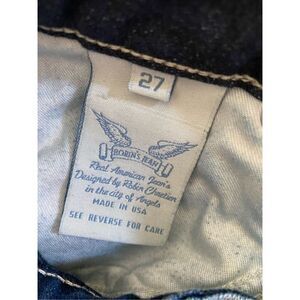 27
ROBIN'S JEAN
Real American Jean's
Designed by Robin Chretien
in the city of Angels
MADE IN USA
SEE REVERSE FOR CARE